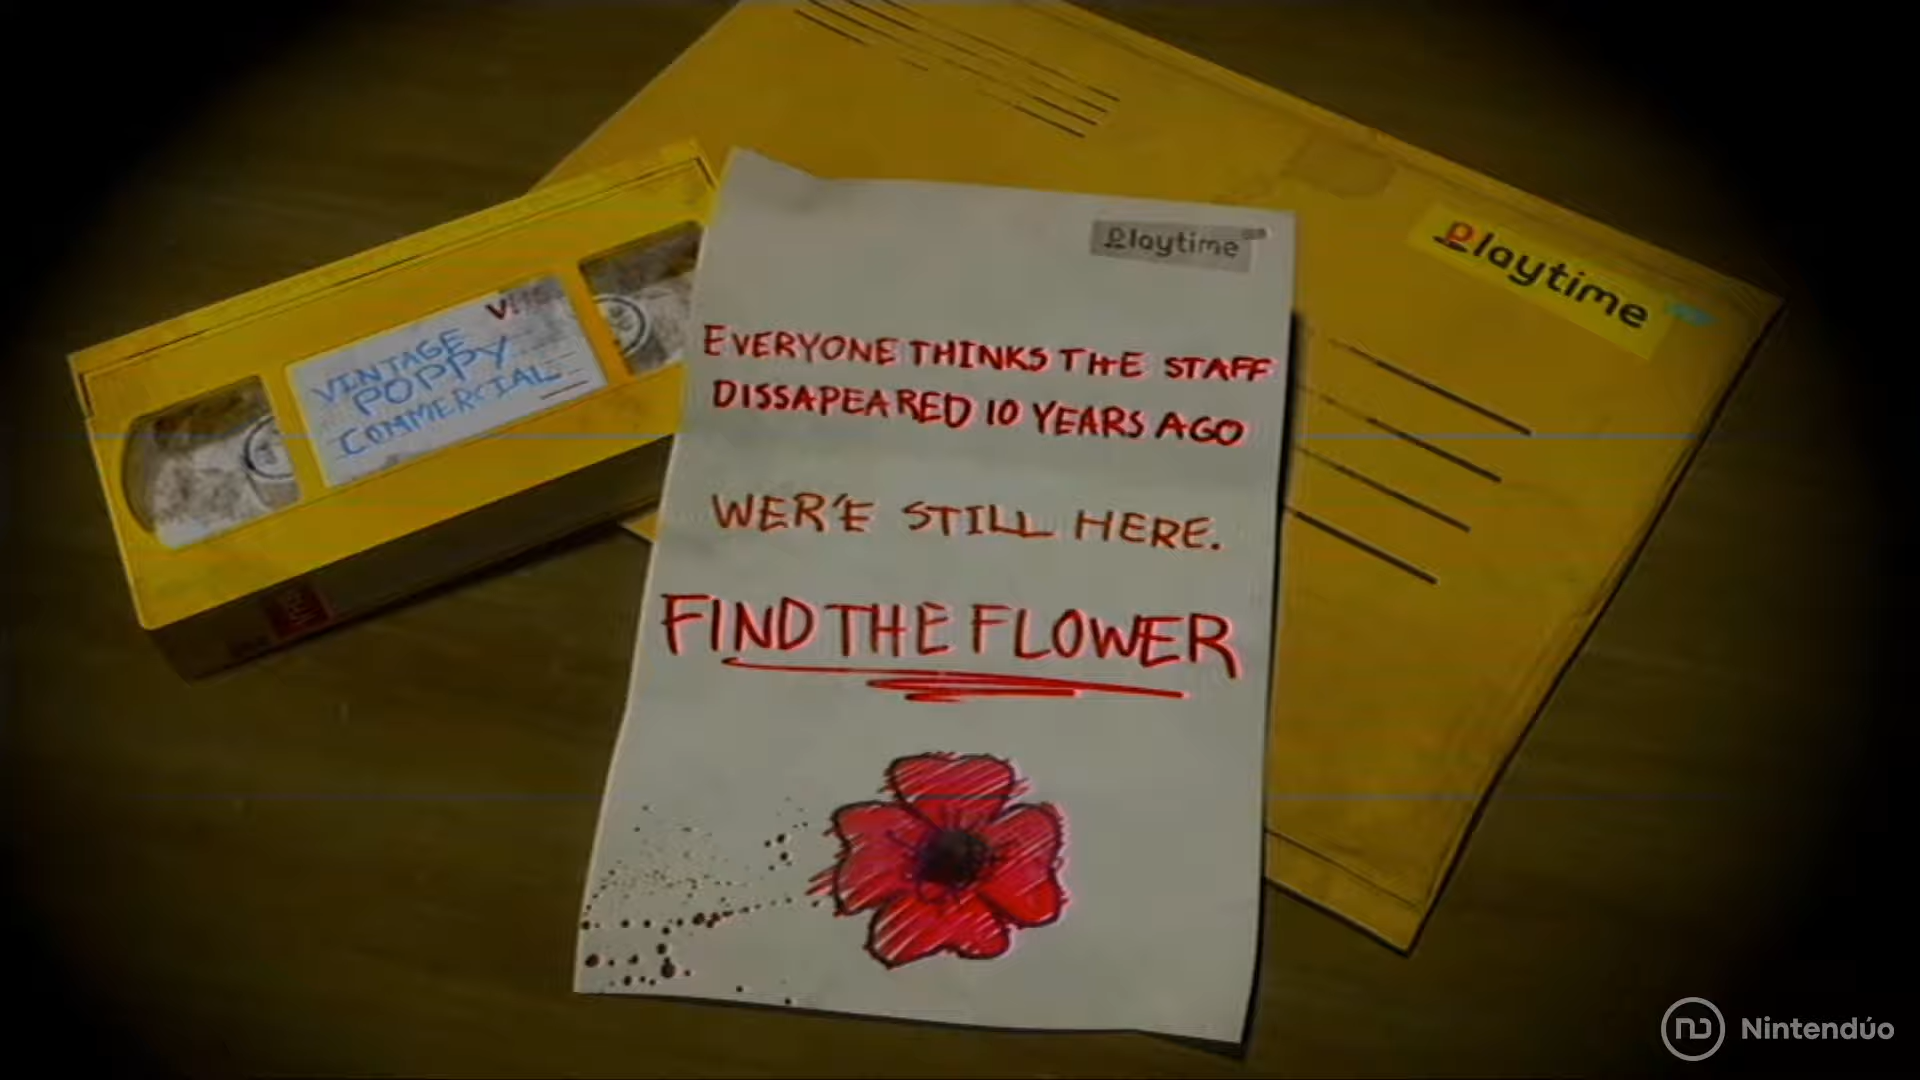 VINTAGE
POPPY
COMMERCIAL
Playtime
EVERYONE THINKS THE STAFF
DISSAPEARED 10 YEARS AGO
WER'E STILL HERE.
FIND THE FLOWER
Playtime
Nintendúo